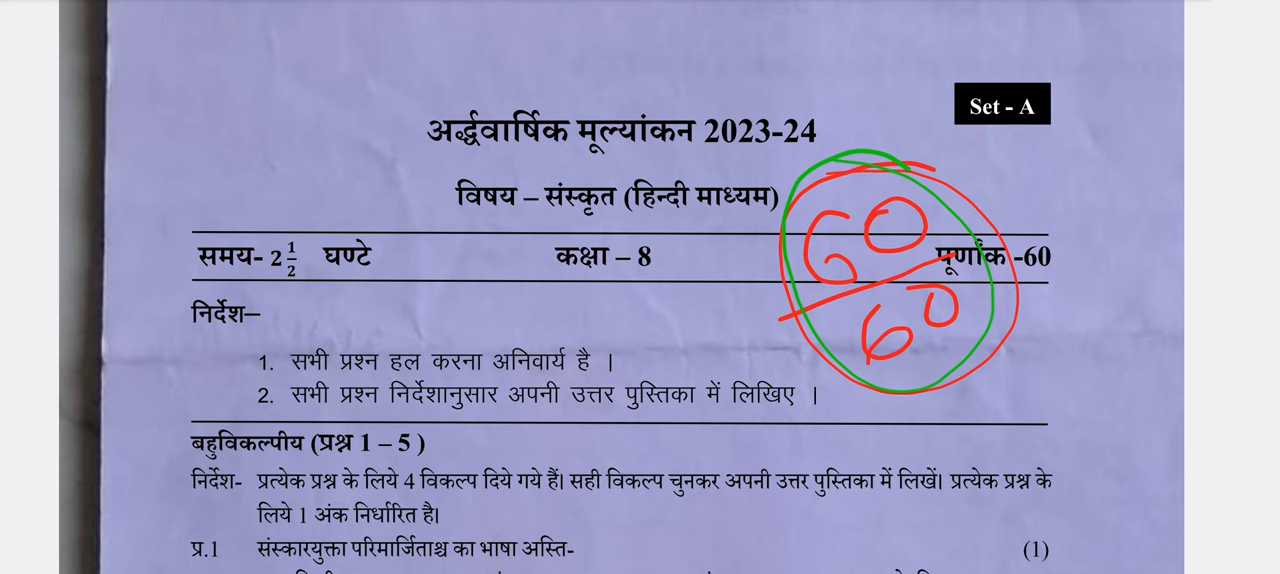 Set - A
अर्द्धवार्षिक मूल्यांकन 2023-24
विषय – संस्कृत (हिन्दी माध्यम)
60
समय- 2 1/2 घण्टे कक्षा – 8 पूर्णांक -60
60
निर्देश–
1. सभी प्रश्न हल करना अनिवार्य है ।
2. सभी प्रश्न निर्देशानुसार अपनी उत्तर पुस्तिका में लिखिए ।
बहुविकल्पीय (प्रश्न 1 – 5 )
निर्देश- प्रत्येक प्रश्न के लिये 4 विकल्प दिये गये हैं। सही विकल्प चुनकर अपनी उत्तर पुस्तिका में लिखें। प्रत्येक प्रश्न के
लिये 1 अंक निर्धारित है।
प्र.1 संस्कारयुक्ता परिमार्जिताश्च का भाषा अस्ति- (1)